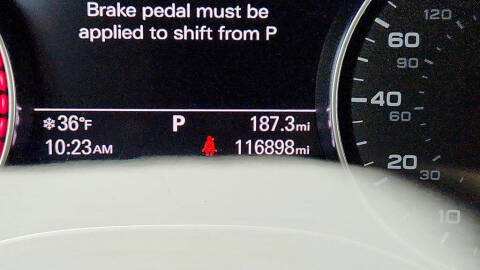 Brake pedal must be
applied to shift from P
❄36°F P 187.3mi
10:23AM 116898mi
120
60
90
40
60
20
30
10